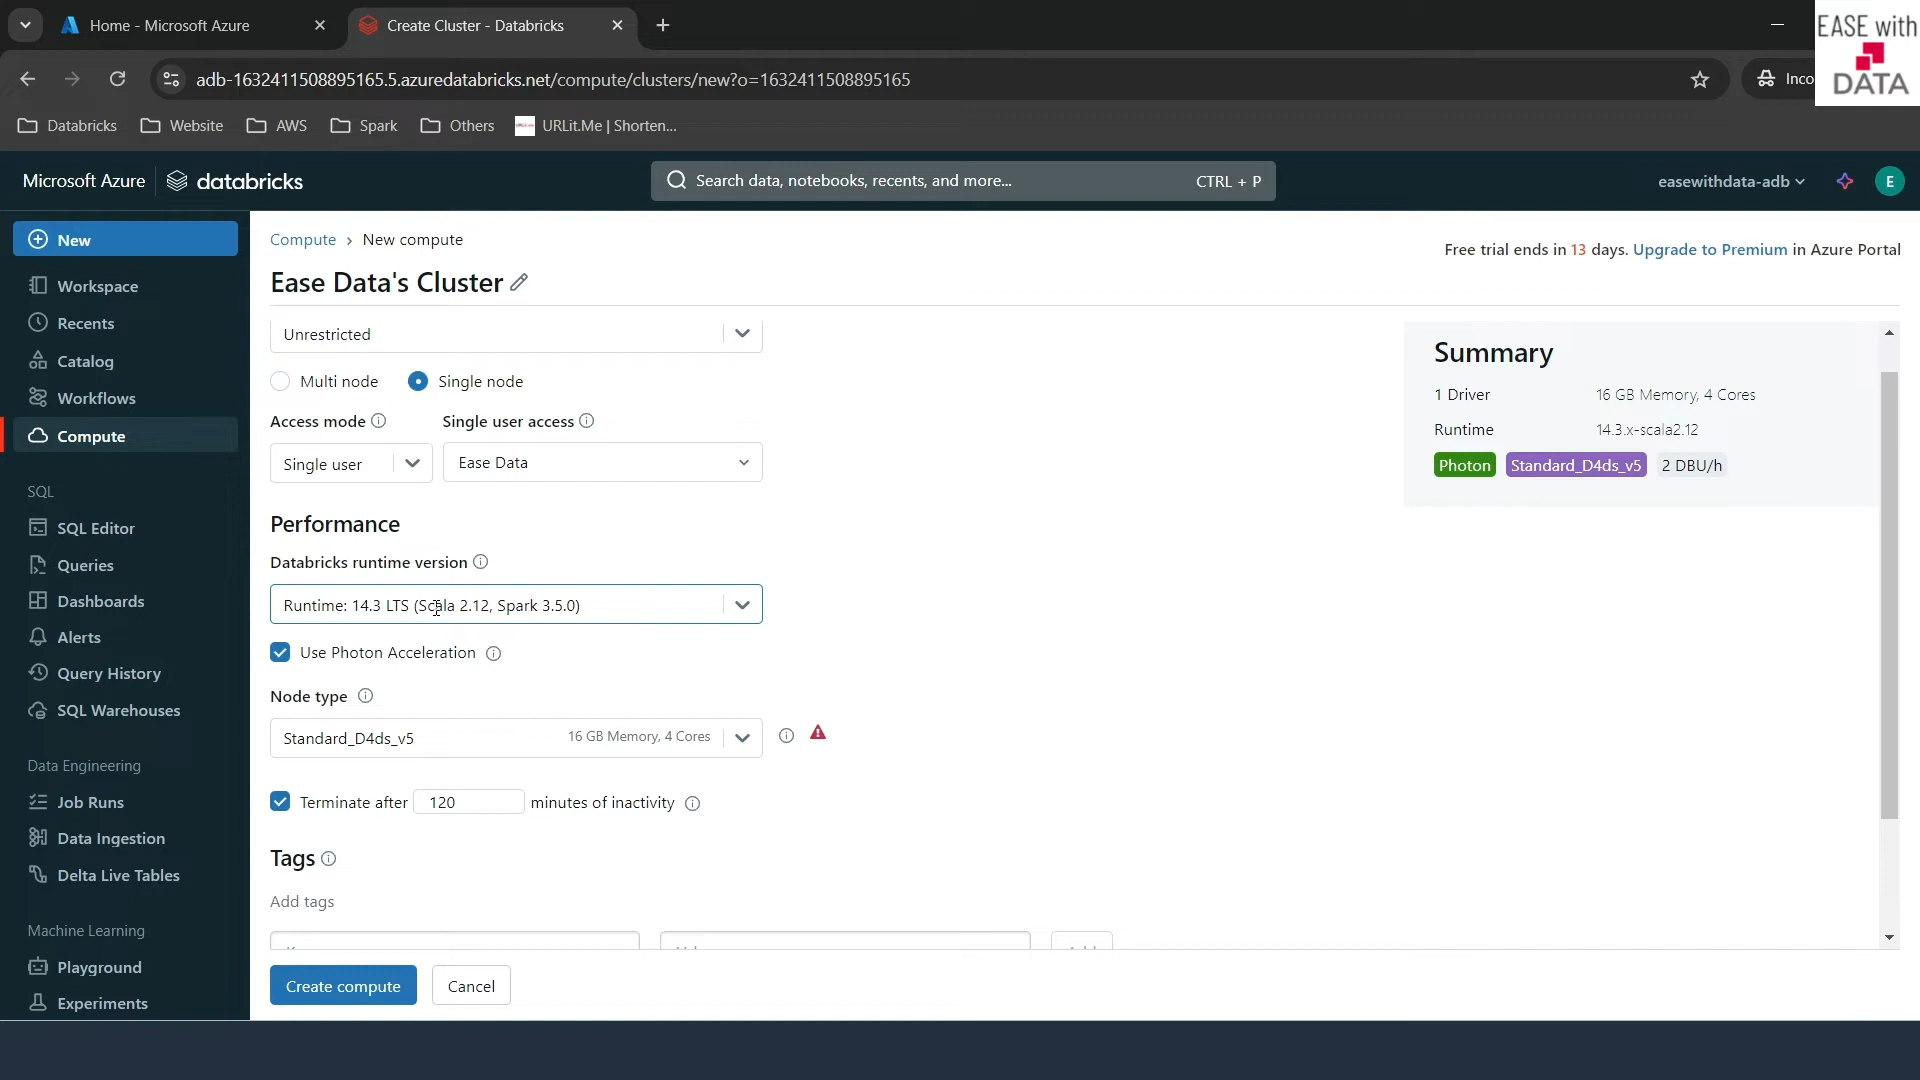 Home - Microsoft Azure
Create Cluster - Databricks
EASE with
DATA
adb-1632411508895165.5.azuredatabricks.net/compute/clusters/new?o=1632411508895165
Inco
Databricks
Website
AWS
Spark
Others
URLit.Me | Shorten...
Microsoft Azure
databricks
Search data, notebooks, recents, and more...
CTRL + P
easewithdata-adb
E
New
Workspace
Recents
Catalog
Workflows
Compute
SQL
SQL Editor
Queries
Dashboards
Alerts
Query History
SQL Warehouses
Data Engineering
Job Runs
Data Ingestion
Delta Live Tables
Machine Learning
Playground
Experiments
Compute › New compute
Free trial ends in 13 days. Upgrade to Premium in Azure Portal
Ease Data's Cluster
Unrestricted
Multi node
Single node
Access mode
Single user access
Single user
Ease Data
Performance
Databricks runtime version
Runtime: 14.3 LTS (Scala 2.12, Spark 3.5.0)
Use Photon Acceleration
Node type
Standard_D4ds_v5
16 GB Memory, 4 Cores
Terminate after 120 minutes of inactivity
Tags
Add tags
Create compute
Cancel
Summary
1 Driver
16 GB Memory, 4 Cores
Runtime
14.3.x-scala2.12
Photon
Standard_D4ds_v5
2 DBU/h